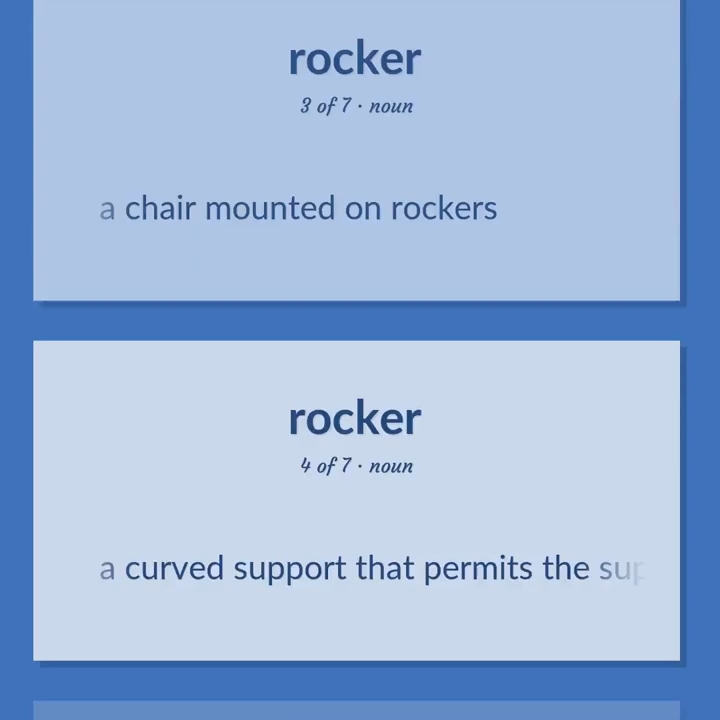 rocker
3 of 7 · noun
a chair mounted on rockers
rocker
4 of 7 · noun
a curved support that permits the